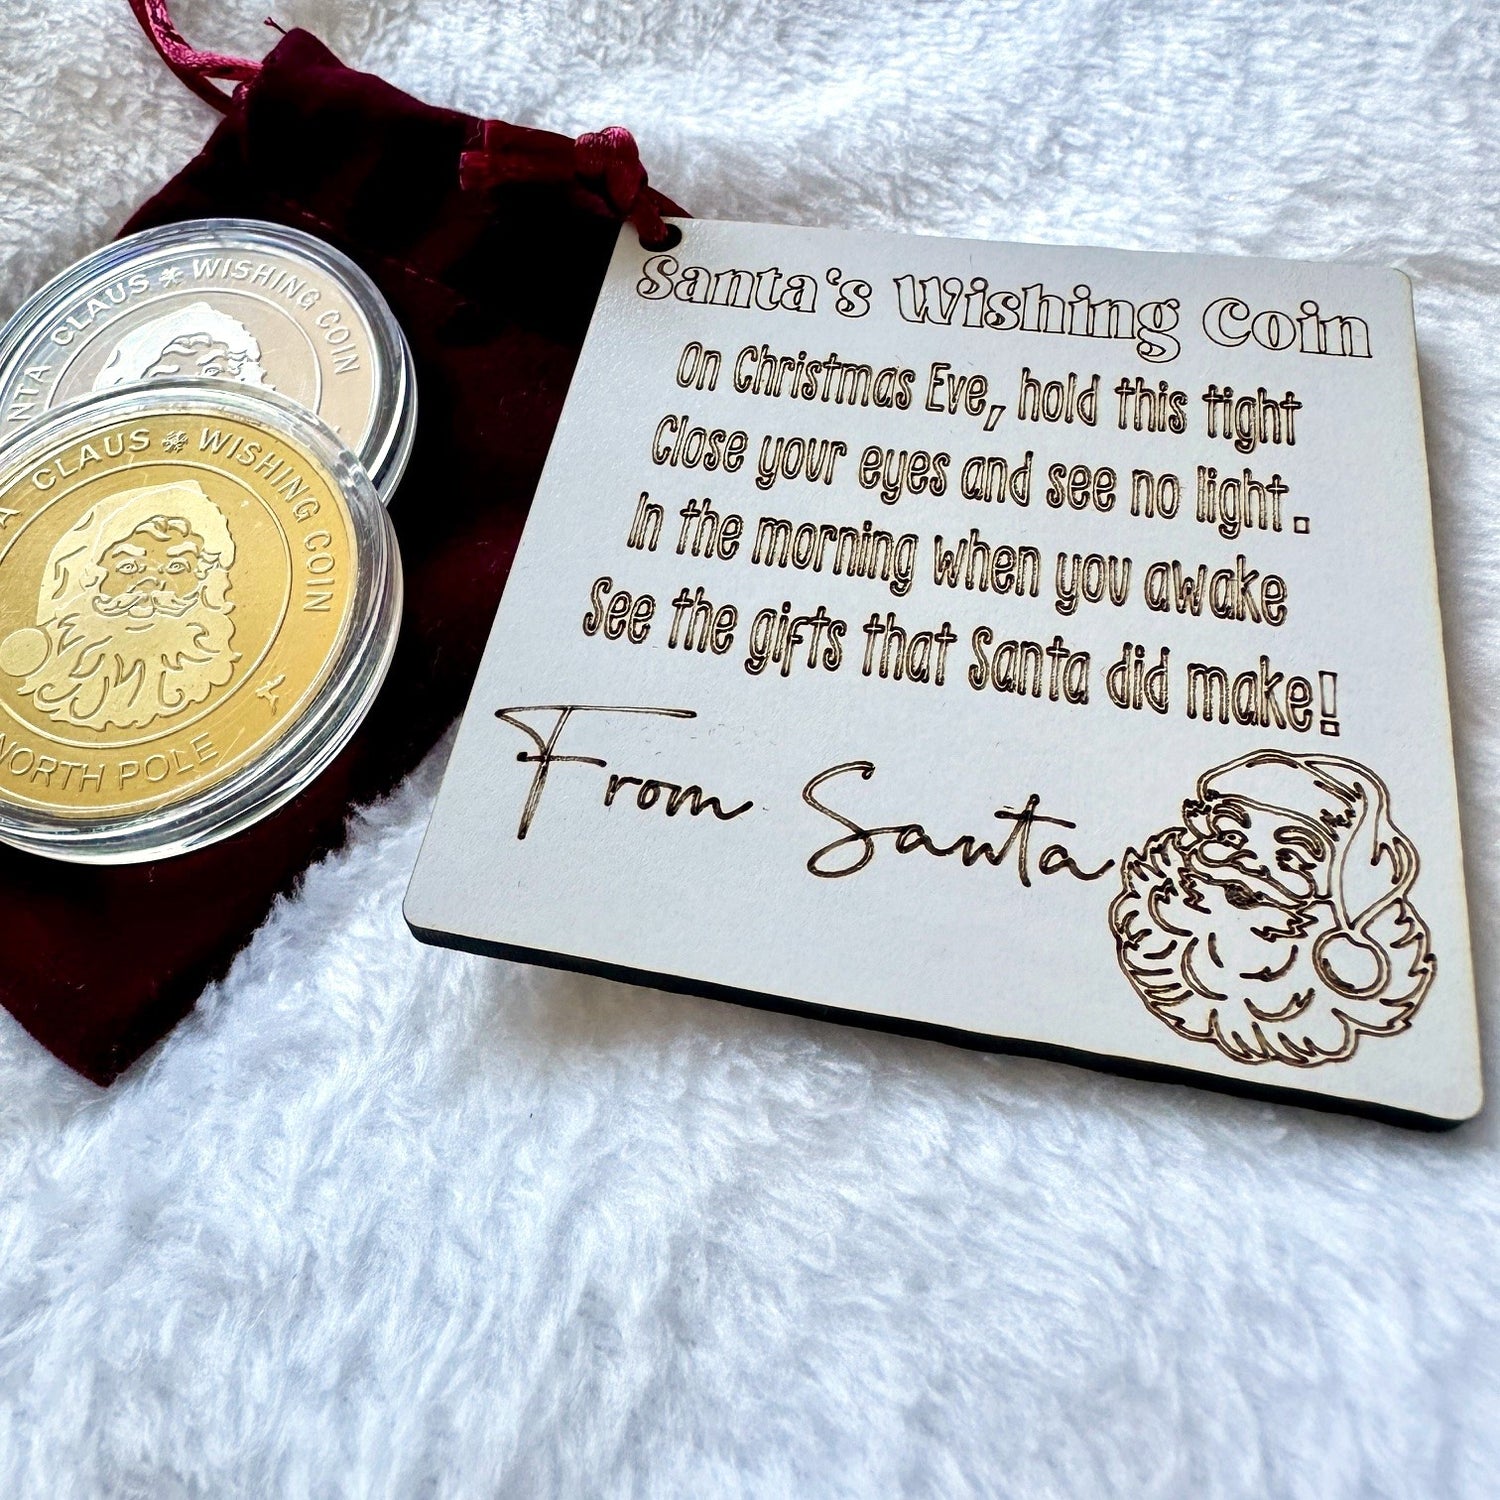 NTA CLAUS ❄ WISHING COIN
A CLAUS ❄ WISHING COIN
NORTH POLE
Santa's Wishing Coin
On Christmas Eve, hold this tight
Close your eyes and see no light.
In the morning when you awake
See the gifts that Santa did make!
From Santa